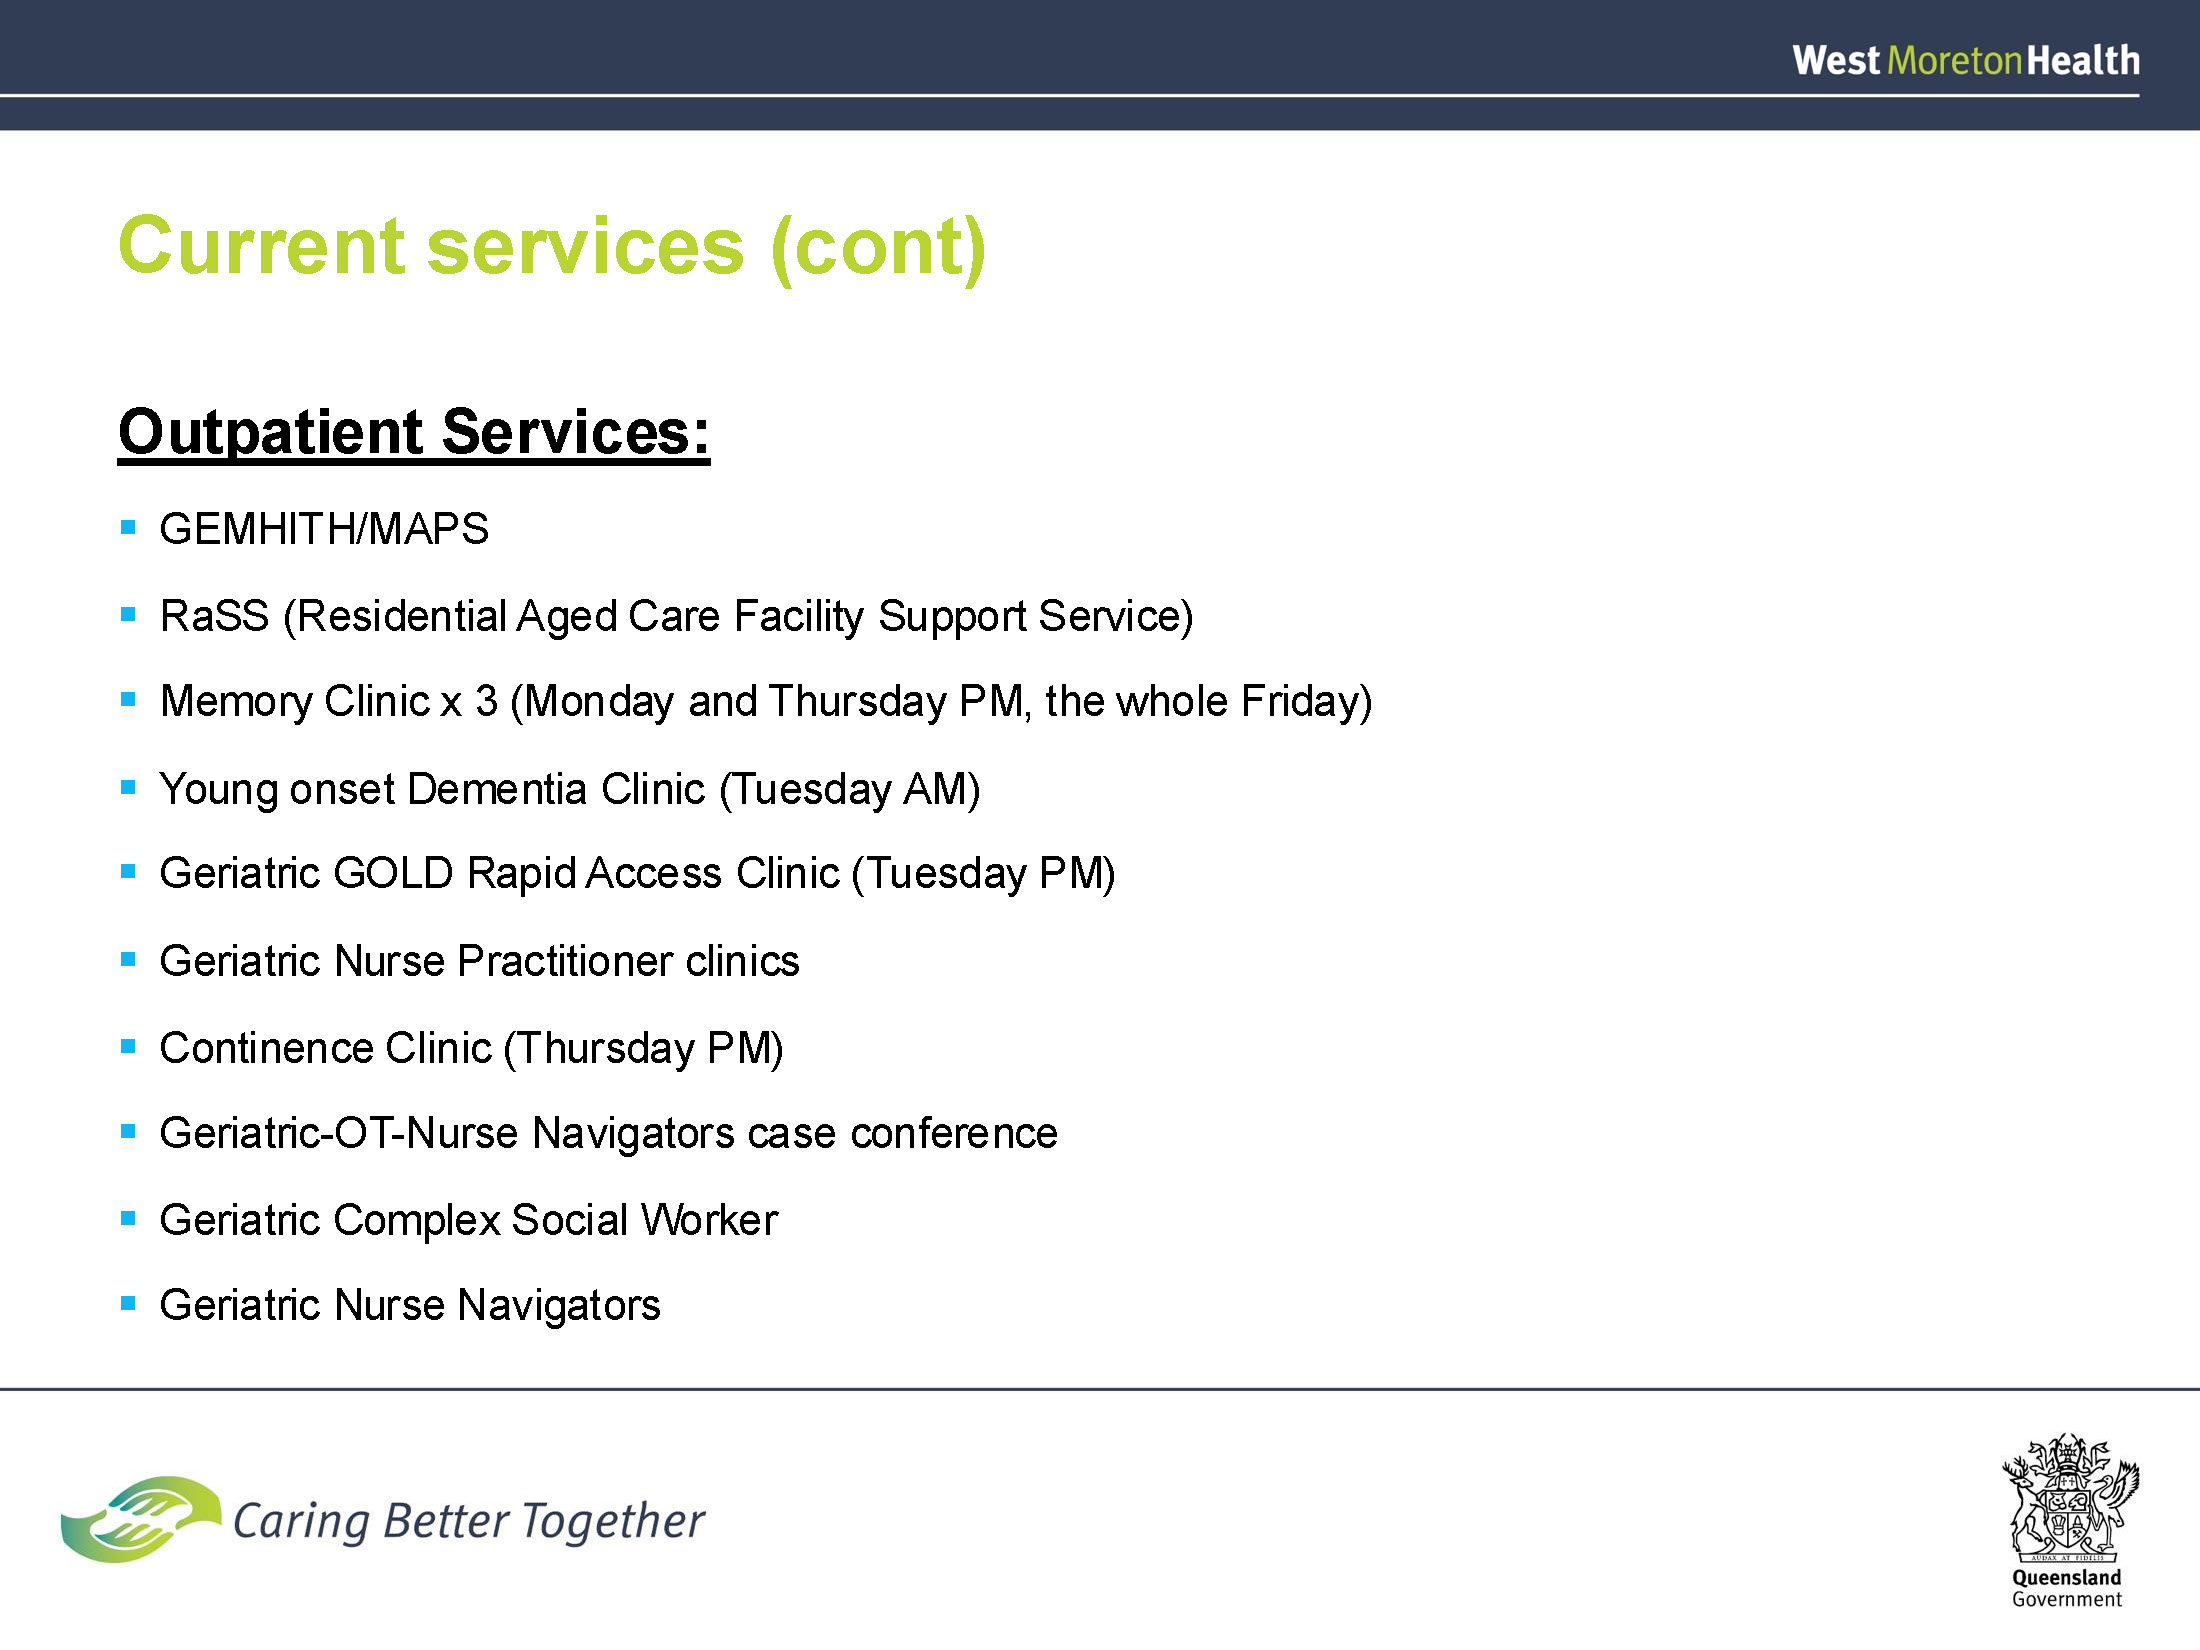 West Moreton Health
Current services (cont)
Outpatient Services:
GEMHITH/MAPS
RaSS (Residential Aged Care Facility Support Service)
Memory Clinic x 3 (Monday and Thursday PM, the whole Friday)
Young onset Dementia Clinic (Tuesday AM)
Geriatric GOLD Rapid Access Clinic (Tuesday PM)
Geriatric Nurse Practitioner clinics
Continence Clinic (Thursday PM)
Geriatric-OT-Nurse Navigators case conference
Geriatric Complex Social Worker
Geriatric Nurse Navigators
Caring Better Together
AUDAX AT FIDELIS
Queensland
Government